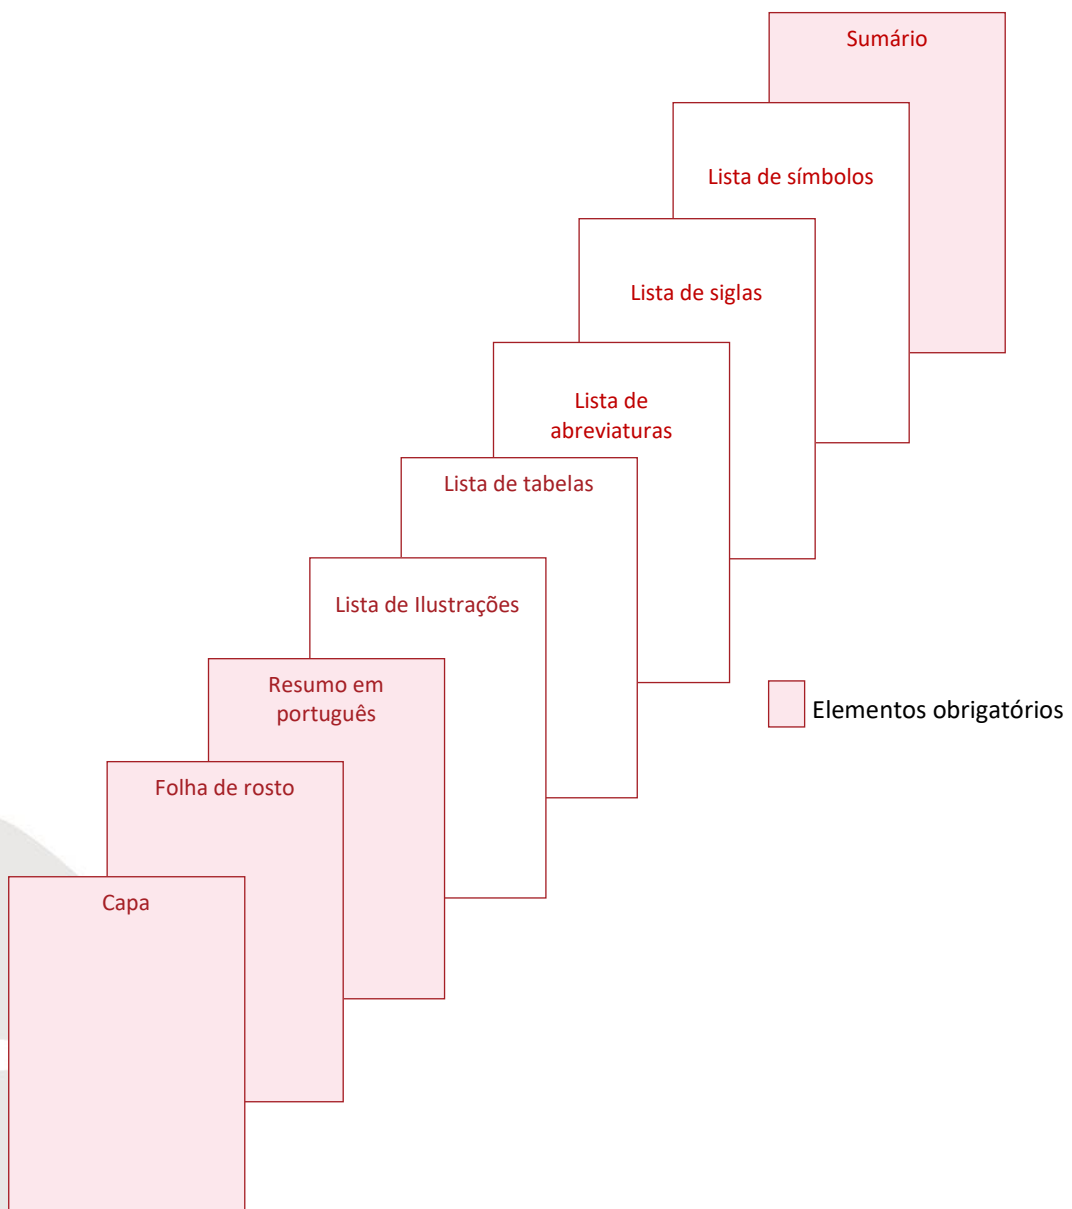 Sumário
Lista de símbolos
Lista de siglas
Lista de
abreviaturas
Lista de tabelas
Lista de Ilustrações
Resumo em
português
Elementos obrigatórios
Folha de rosto
Capa